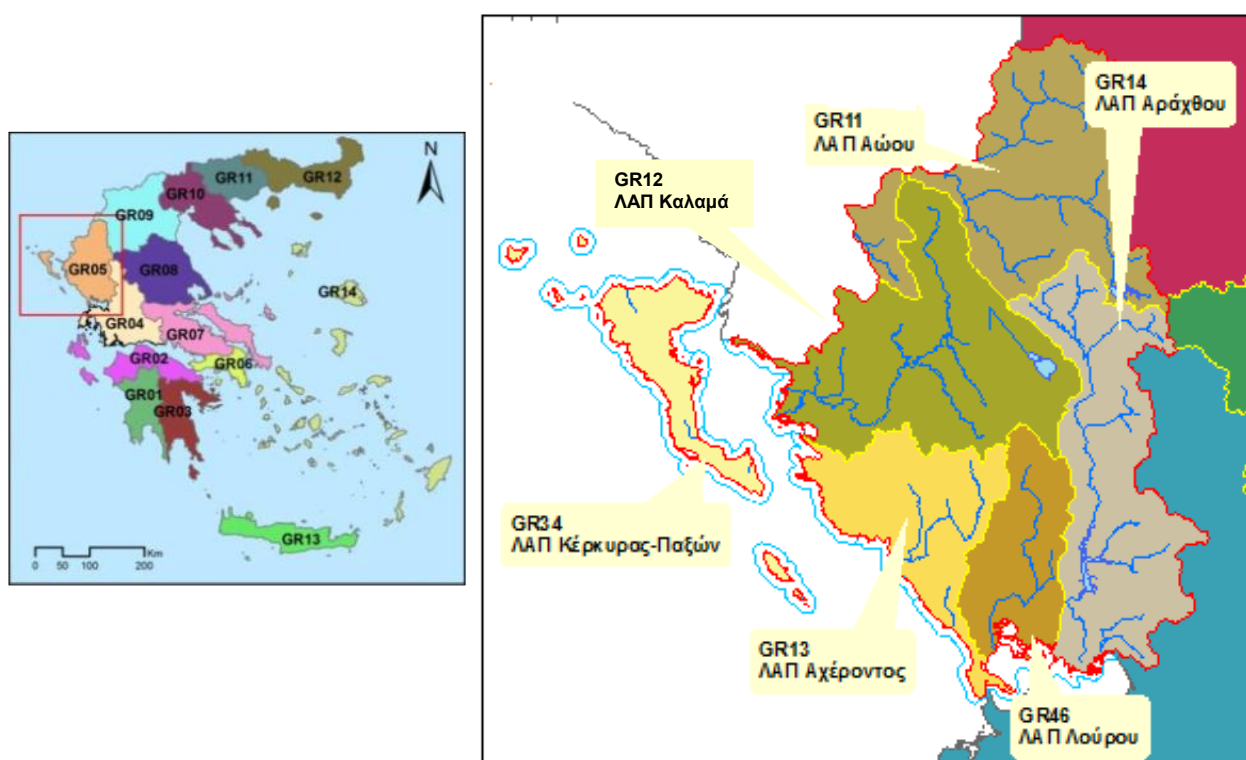 N
GR12
GR11
GR10
GR09
GR05
GR08
GR14
GR04
GR07
GR02
GR06
GR01
GR03
GR13
Km
0 50 100 200
GR14
ΛΑΠ Αράχθου
GR11
ΛΑΠ Αώου
GR12
ΛΑΠ Καλαμά
GR34
ΛΑΠ Κέρκυρας-Παξών
GR13
ΛΑΠ Αχέροντος
GR46
ΛΑΠ Λούρου